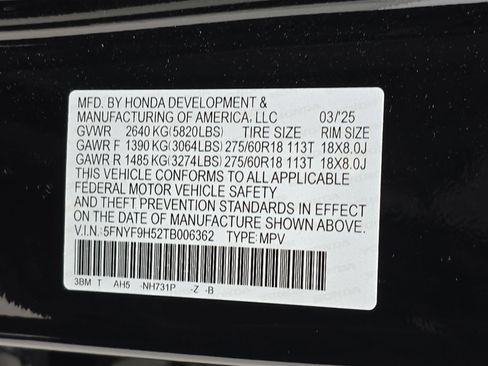 MFD. BY HONDA DEVELOPMENT &
MANUFACTURING OF AMERICA, LLC 03/'25
GVWR 2640 KG(5820LBS) TIRE SIZE RIM SIZE
GAWR F 1390 KG(3064LBS) 275/60R18 113T 18X8.0J
GAWR R 1485 KG(3274LBS) 275/60R18 113T 18X8.0J
THIS VEHICLE CONFORMS TO ALL APPLICABLE
FEDERAL MOTOR VEHICLE SAFETY
AND THEFT PREVENTION STANDARDS IN EFFECT
ON THE DATE OF MANUFACTURE SHOWN ABOVE.
V.I.N.: 5FNYF9H52TB006362 TYPE: MPV
3BM T AH5 -NH731P -Z -B